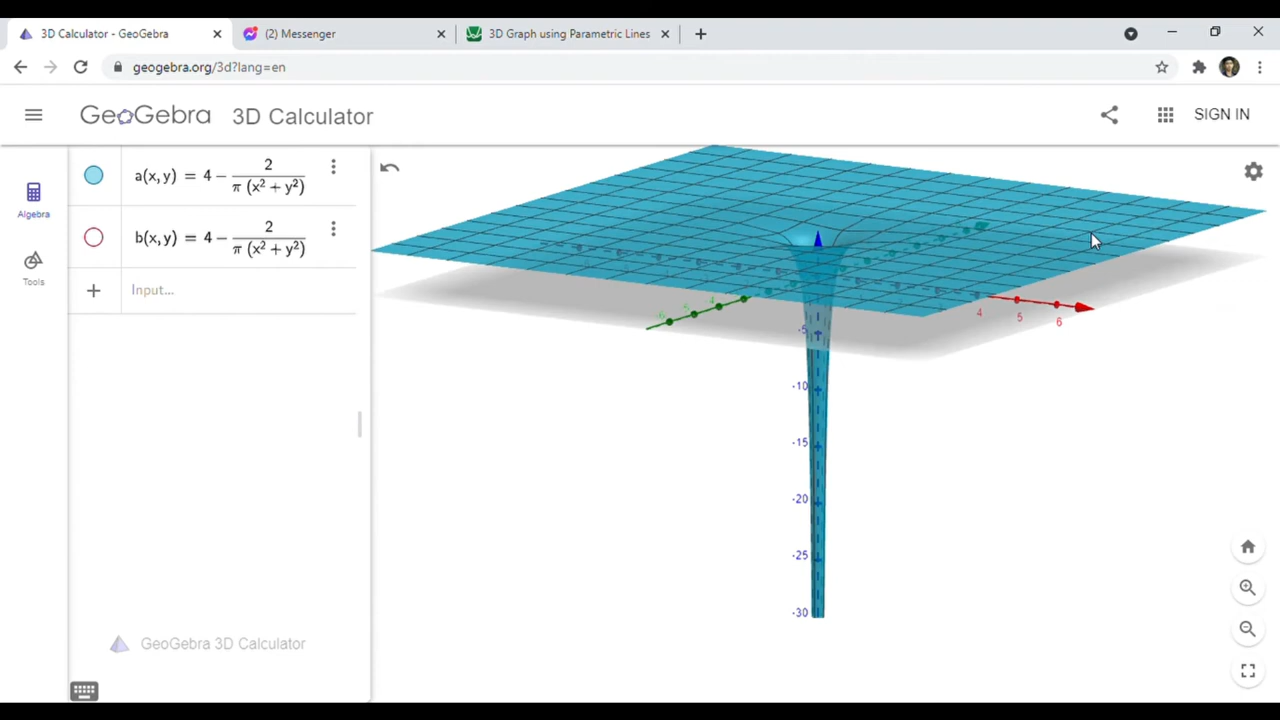 3D Calculator - GeoGebra
(2) Messenger
3D Graph using Parametric Lines
geogebra.org/3d?lang=en
GeoGebra 3D Calculator
SIGN IN
a(x, y) = 4 − 2 / π (x² + y²)
b(x, y) = 4 − 2 / π (x² + y²)
Input...
Algebra
Tools
GeoGebra 3D Calculator
4
5
6
4
-5
-10
-15
-20
-25
-30